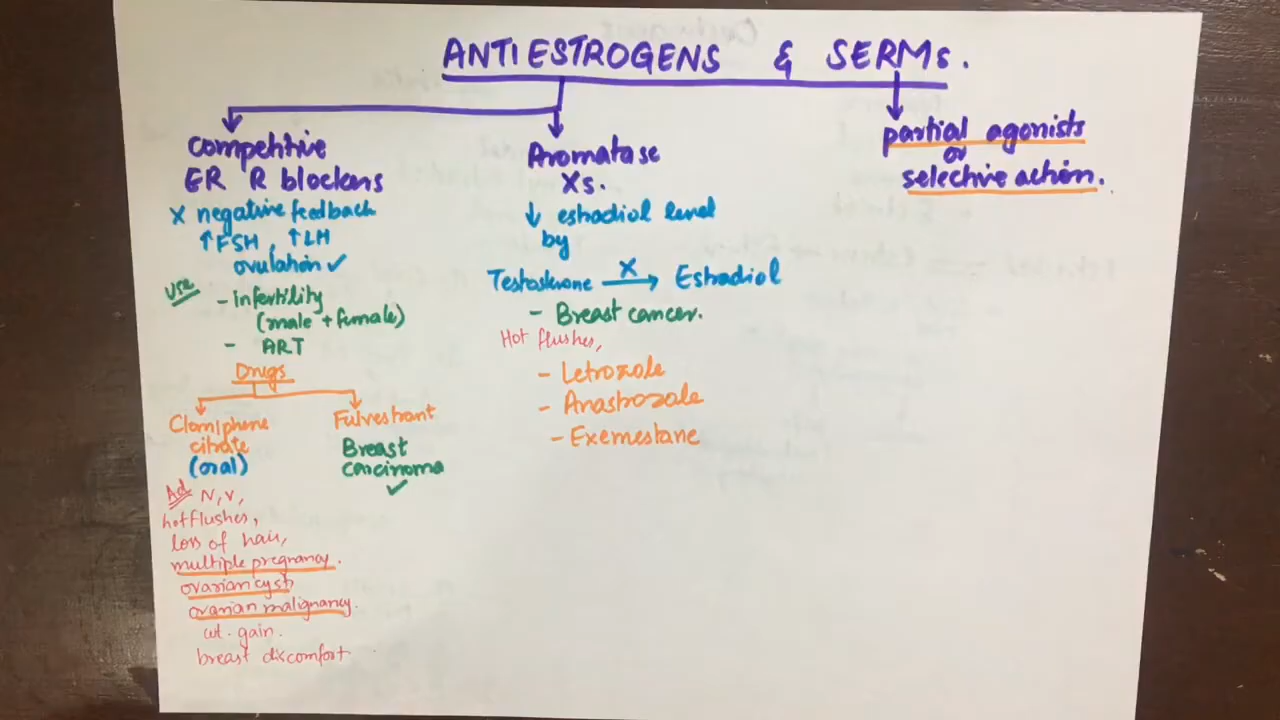 ANTIESTROGENS & SERMs.
Competitive
ER R blockers
X negative feedback
↑FSH, ↑LH
ovulation ✓
Use
- infertility
(male + female)
- ART
Drugs
Clomiphene
citrate
(oral)
Fulvestrant
Breast
carcinoma
✓
Ad N, V,
hot flushes,
loss of hair,
multiple pregnancy.
ovarian cyst
ovarian malignancy.
wt. gain.
breast discomfort
Aromatase
Xs.
↓ estradiol level
by
Testosterone X→ Estradiol
- Breast cancer.
Hot flushes,
- Letrozole
- Anastrozole
- Exemestane
partial agonists
or
selective action.